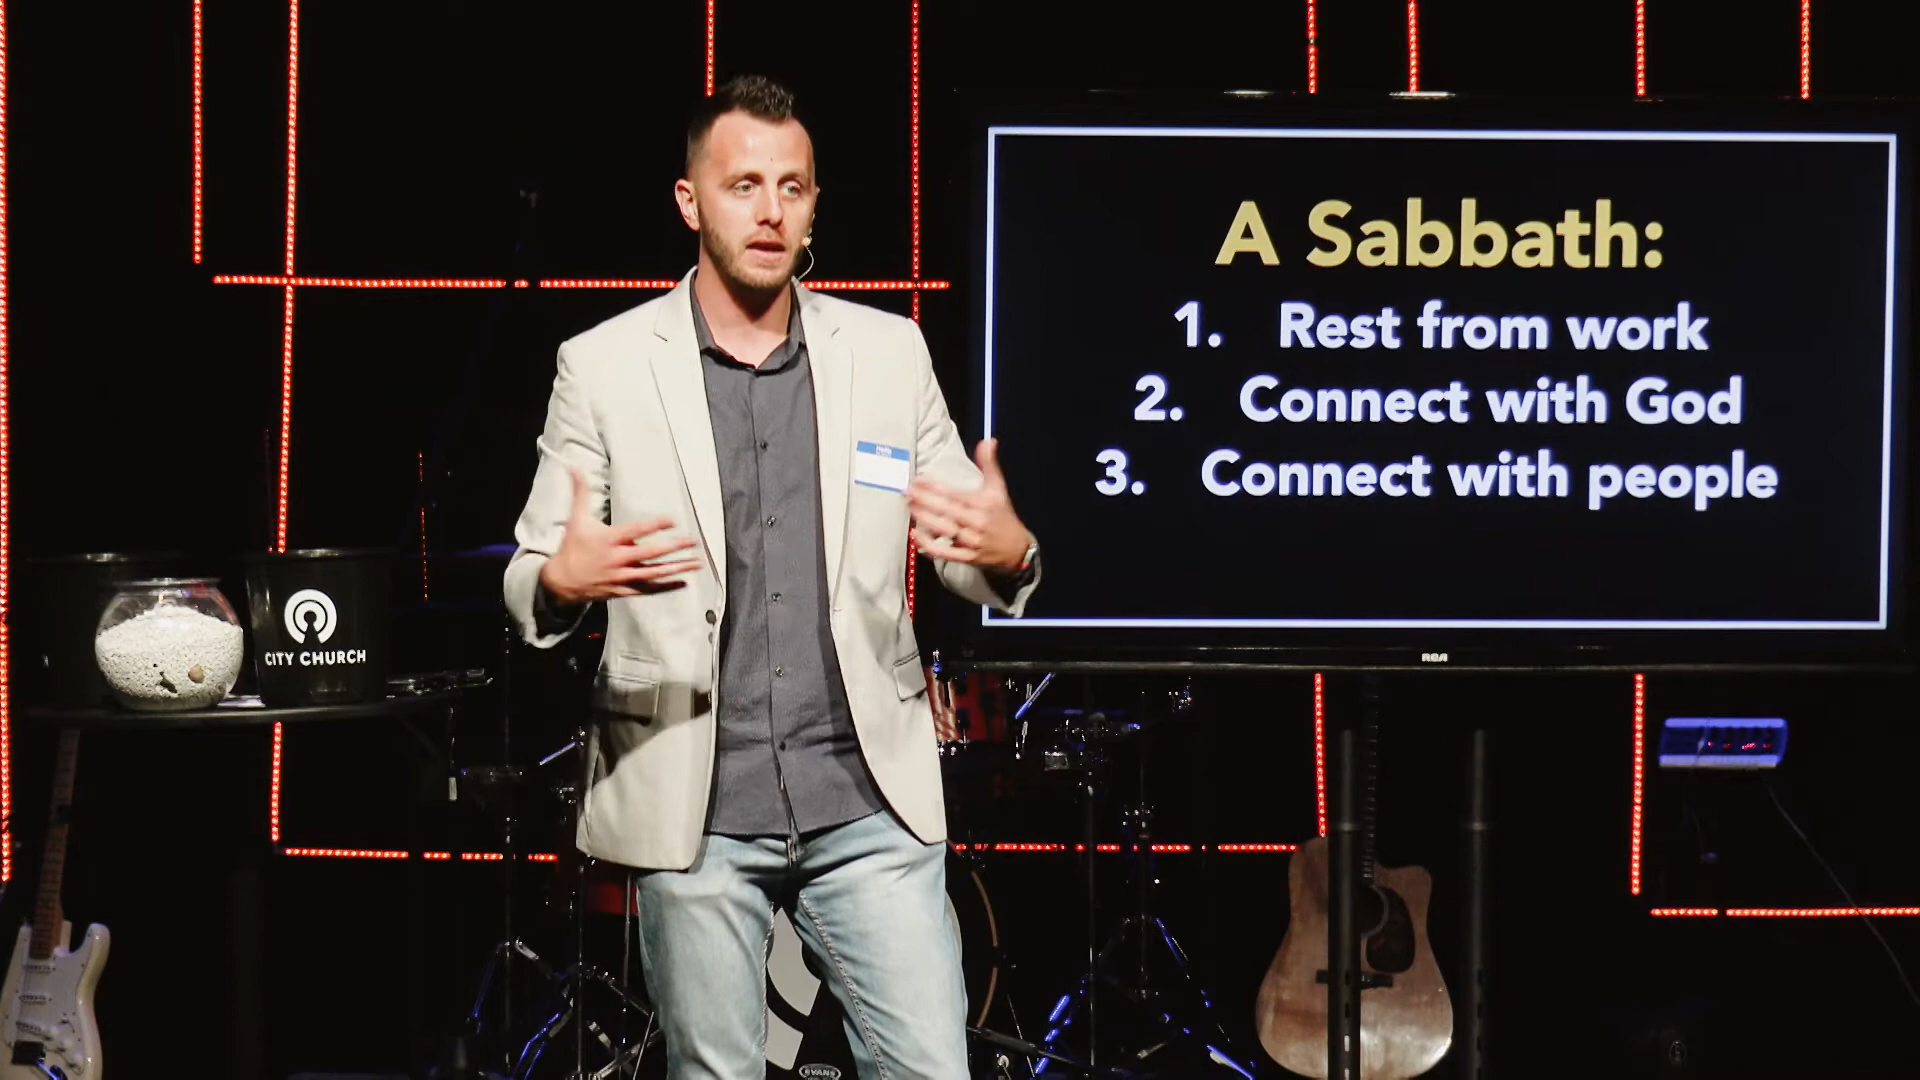 A Sabbath:
1. Rest from work
2. Connect with God
3. Connect with people
RCA
CITY CHURCH
EVANS